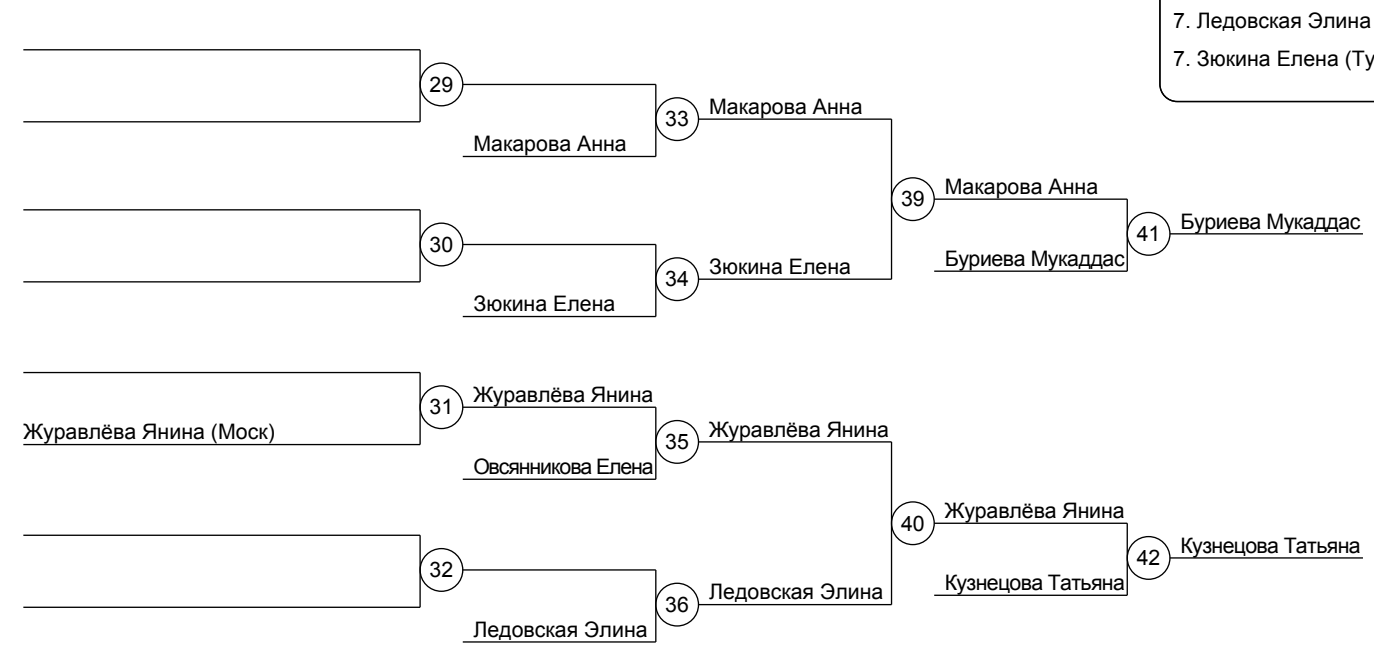 7. Ледовская Элина
7. Зюкина Елена (Ту
29
33
Макарова Анна
Макарова Анна
39
Макарова Анна
41
Буриева Мукаддас
30
Буриева Мукаддас
34
Зюкина Елена
Зюкина Елена
31
Журавлёва Янина
Журавлёва Янина (Моск)
35
Журавлёва Янина
Овсянникова Елена
40
Журавлёва Янина
42
Кузнецова Татьяна
32
Кузнецова Татьяна
36
Ледовская Элина
Ледовская Элина